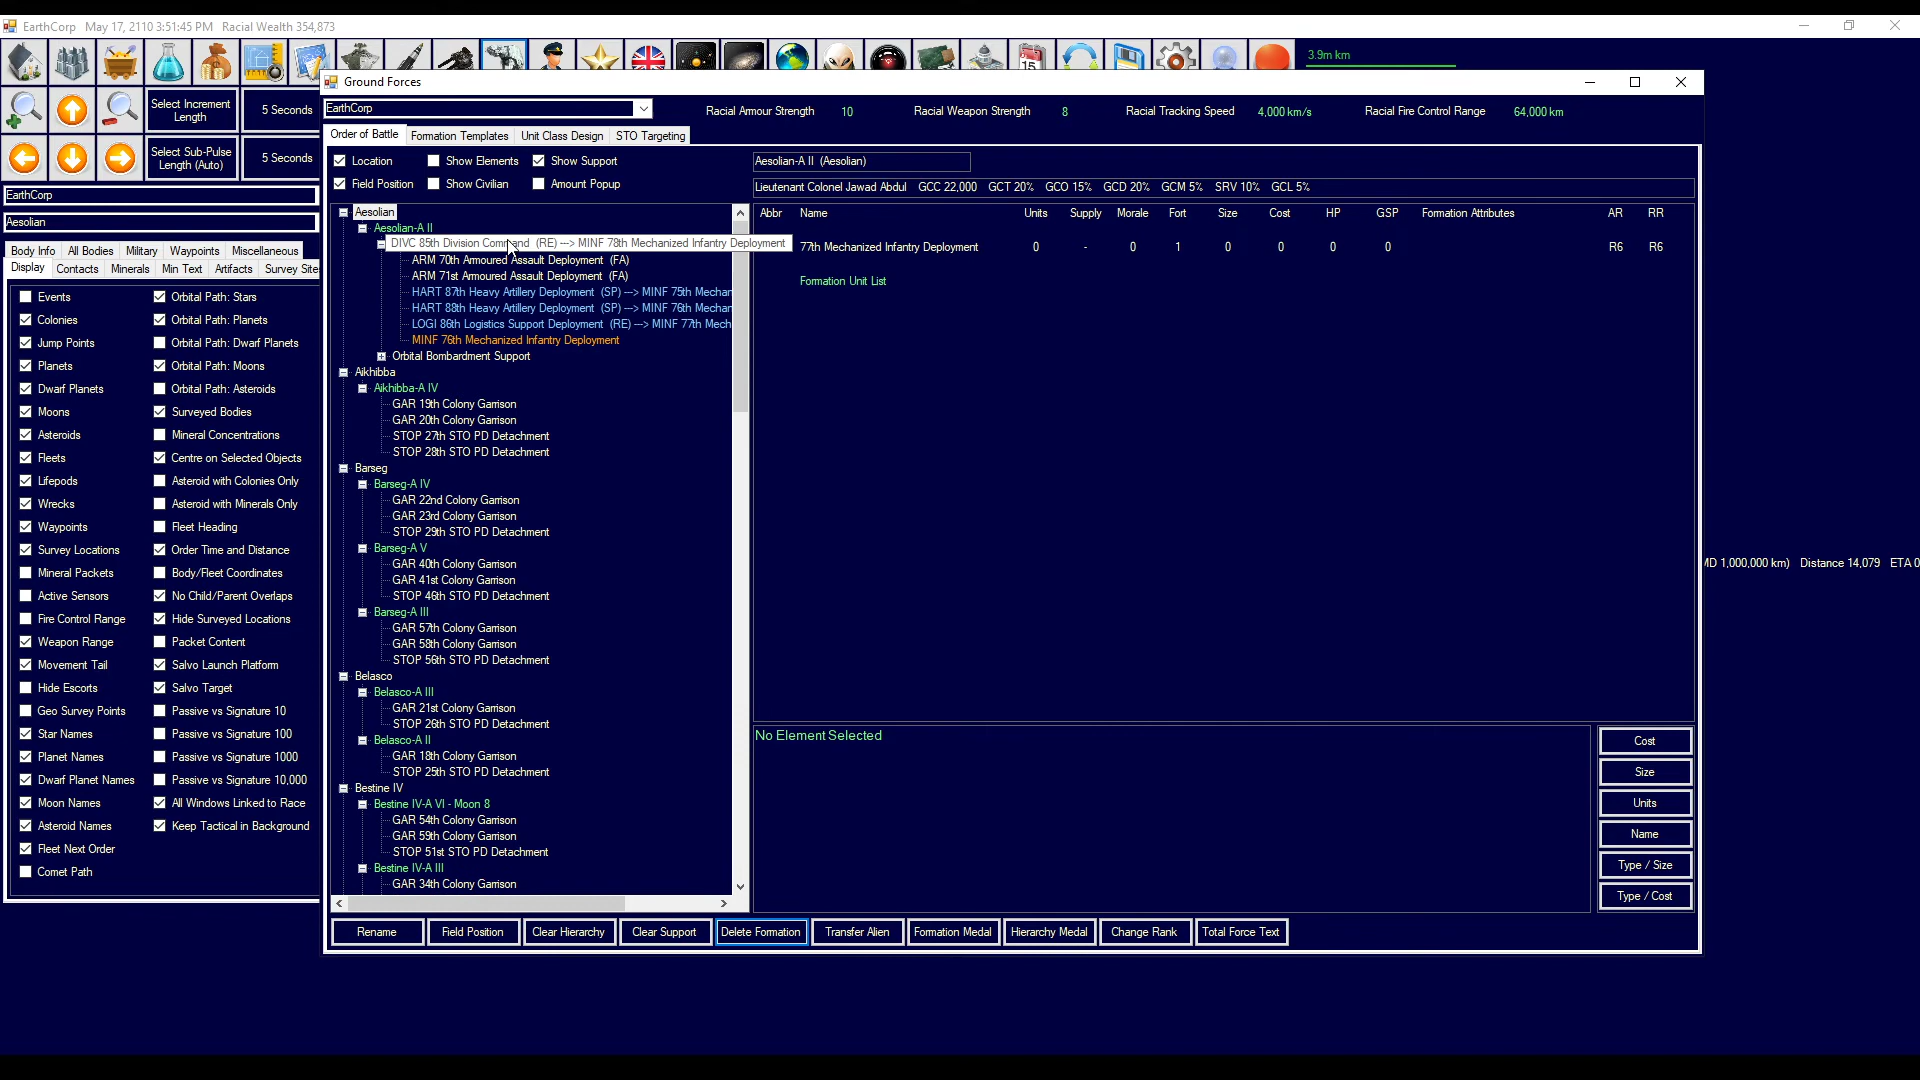 EarthCorp May 17, 2110 3:51:45 PM Racial Wealth 354,873
3.9m km
Ground Forces
EarthCorp
Racial Armour Strength 10 Racial Weapon Strength 8 Racial Tracking Speed 4,000 km/s Racial Fire Control Range 64,000 km
Select Increment Length
5 Seconds
Select Sub-Pulse Length (Auto)
5 Seconds
EarthCorp
Aesolian
Body Info All Bodies Military Waypoints Miscellaneous
Display Contacts Minerals Min Text Artifacts Survey Sites
Events
Colonies
Jump Points
Planets
Dwarf Planets
Moons
Asteroids
Fleets
Lifepods
Wrecks
Waypoints
Survey Locations
Mineral Packets
Active Sensors
Fire Control Range
Weapon Range
Movement Tail
Hide Escorts
Geo Survey Points
Star Names
Planet Names
Dwarf Planet Names
Moon Names
Asteroid Names
Fleet Next Order
Comet Path
Orbital Path: Stars
Orbital Path: Planets
Orbital Path: Dwarf Planets
Orbital Path: Moons
Orbital Path: Asteroids
Surveyed Bodies
Mineral Concentrations
Centre on Selected Objects
Asteroid with Colonies Only
Asteroid with Minerals Only
Fleet Heading
Order Time and Distance
Body/Fleet Coordinates
No Child/Parent Overlaps
Hide Surveyed Locations
Packet Content
Salvo Launch Platform
Salvo Target
Passive vs Signature 10
Passive vs Signature 100
Passive vs Signature 1000
Passive vs Signature 10,000
All Windows Linked to Race
Keep Tactical in Background
Order of Battle Formation Templates Unit Class Design STO Targeting
Location Show Elements Show Support
Field Position Show Civilian Amount Popup
Aesolian
Aesolian-A II
DIVC 85th Division Command (RE) ---> MINF 78th Mechanized Infantry Deployment
ARM 70th Armoured Assault Deployment (FA)
ARM 71st Armoured Assault Deployment (FA)
HART 87th Heavy Artillery Deployment (SP) ---> MINF 75th Mechan
HART 88th Heavy Artillery Deployment (SP) ---> MINF 76th Mechan
LOGI 86th Logistics Support Deployment (RE) ---> MINF 77th Mech
MINF 76th Mechanized Infantry Deployment
Orbital Bombardment Support
Aikhibba
Aikhibba-A IV
GAR 19th Colony Garrison
GAR 20th Colony Garrison
STOP 27th STO PD Detachment
STOP 28th STO PD Detachment
Barseg
Barseg-A IV
GAR 22nd Colony Garrison
GAR 23rd Colony Garrison
STOP 29th STO PD Detachment
Barseg-A V
GAR 40th Colony Garrison
GAR 41st Colony Garrison
STOP 46th STO PD Detachment
Barseg-A III
GAR 57th Colony Garrison
GAR 58th Colony Garrison
STOP 56th STO PD Detachment
Belasco
Belasco-A III
GAR 21st Colony Garrison
STOP 26th STO PD Detachment
Belasco-A II
GAR 18th Colony Garrison
STOP 25th STO PD Detachment
Bestine IV
Bestine IV-A VI - Moon 8
GAR 54th Colony Garrison
GAR 59th Colony Garrison
STOP 51st STO PD Detachment
Bestine IV-A III
GAR 34th Colony Garrison
Aesolian-A II (Aesolian)
Lieutenant Colonel Jawad Abdul GCC 22,000 GCT 20% GCO 15% GCD 20% GCM 5% SRV 10% GCL 5%
Abbr Name Units Supply Morale Fort Size Cost HP GSP Formation Attributes AR RR
77th Mechanized Infantry Deployment 0 - 0 1 0 0 0 0 R6 R6
Formation Unit List
No Element Selected
Cost
Size
Units
Name
Type / Size
Type / Cost
Rename Field Position Clear Hierarchy Clear Support Delete Formation Transfer Alien Formation Medal Hierarchy Medal Change Rank Total Force Text
1,000,000 km) Distance 14,079 ETA